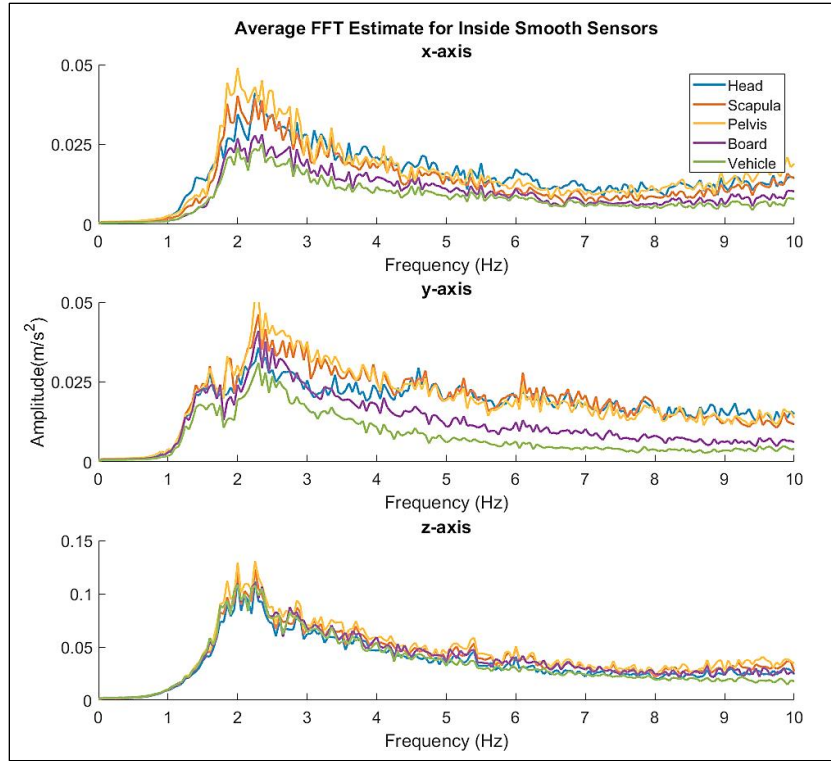 Average FFT Estimate for Inside Smooth Sensors
x-axis
0.05
0.025
0
0 1 2 3 4 5 6 7 8 9 10
Frequency (Hz)
Head
Scapula
Pelvis
Board
Vehicle
y-axis
0.05
0.025
0
0 1 2 3 4 5 6 7 8 9 10
Frequency (Hz)
Amplitude(m/s²)
z-axis
0.15
0.1
0.05
0
0 1 2 3 4 5 6 7 8 9 10
Frequency (Hz)